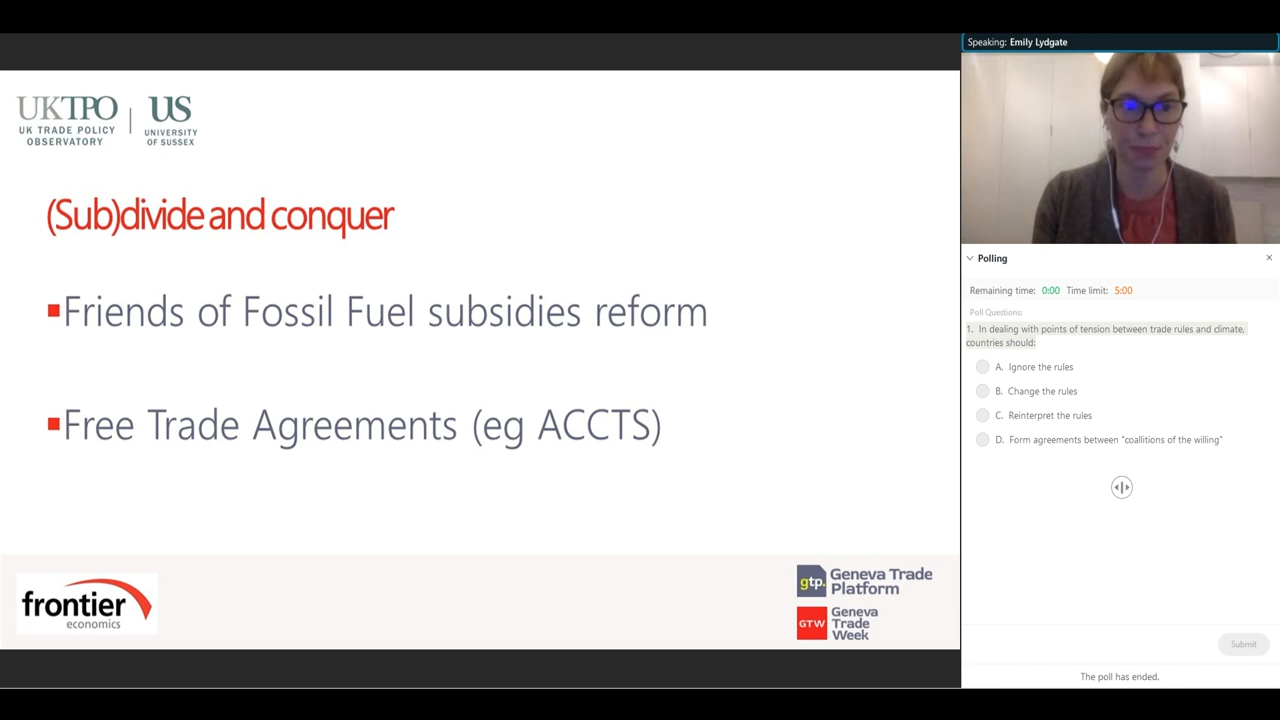 Speaking: Emily Lydgate
UKTPO
UK TRADE POLICY
OBSERVATORY
US
UNIVERSITY
OF SUSSEX
(Sub)divide and conquer
Friends of Fossil Fuel subsidies reform
Free Trade Agreements (eg ACCTS)
frontier
economics
gtp.
Geneva Trade
Platform
GTW
Geneva
Trade
Week
Polling
Remaining time: 0:00 Time limit: 5:00
Poll Questions:
1. In dealing with points of tension between trade rules and climate,
countries should:
A. Ignore the rules
B. Change the rules
C. Reinterpret the rules
D. Form agreements between "coallitions of the willing"
Submit
The poll has ended.